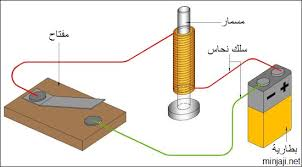 مسمار
مفتاح
سلك نحاس
- +
بطارية
minjaji.net